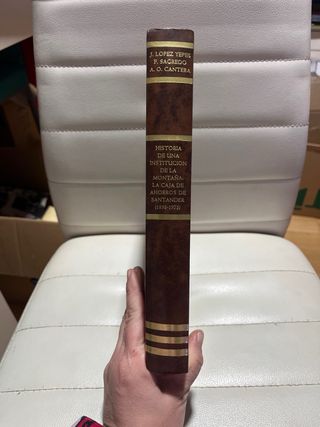 J. LOPEZ YEPES
F. SAGREDO
A. O. CANTERA
HISTORIA
DE UNA
INSTITUCION
DE LA
MONTAÑA:
LA CAJA DE
AHORROS DE
SANTANDER